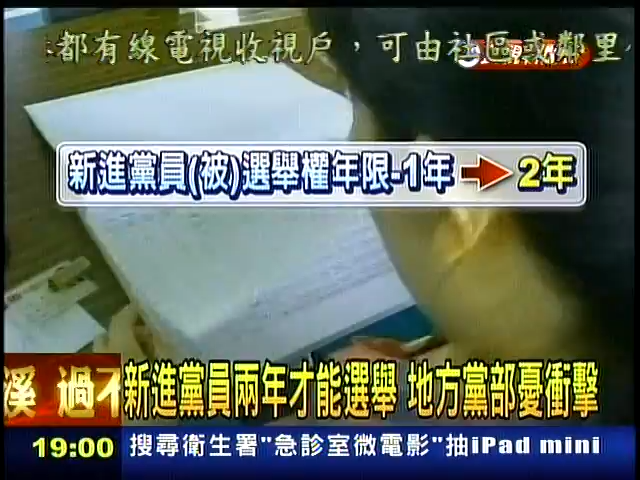 都有線電視收視戶，可由社區或鄰里
新進黨員(被)選舉權年限-1年→2年
溪 過不
新進黨員兩年才能選舉 地方黨部憂衝擊
19:00 搜尋衛生署"急診室微電影"抽iPad mini